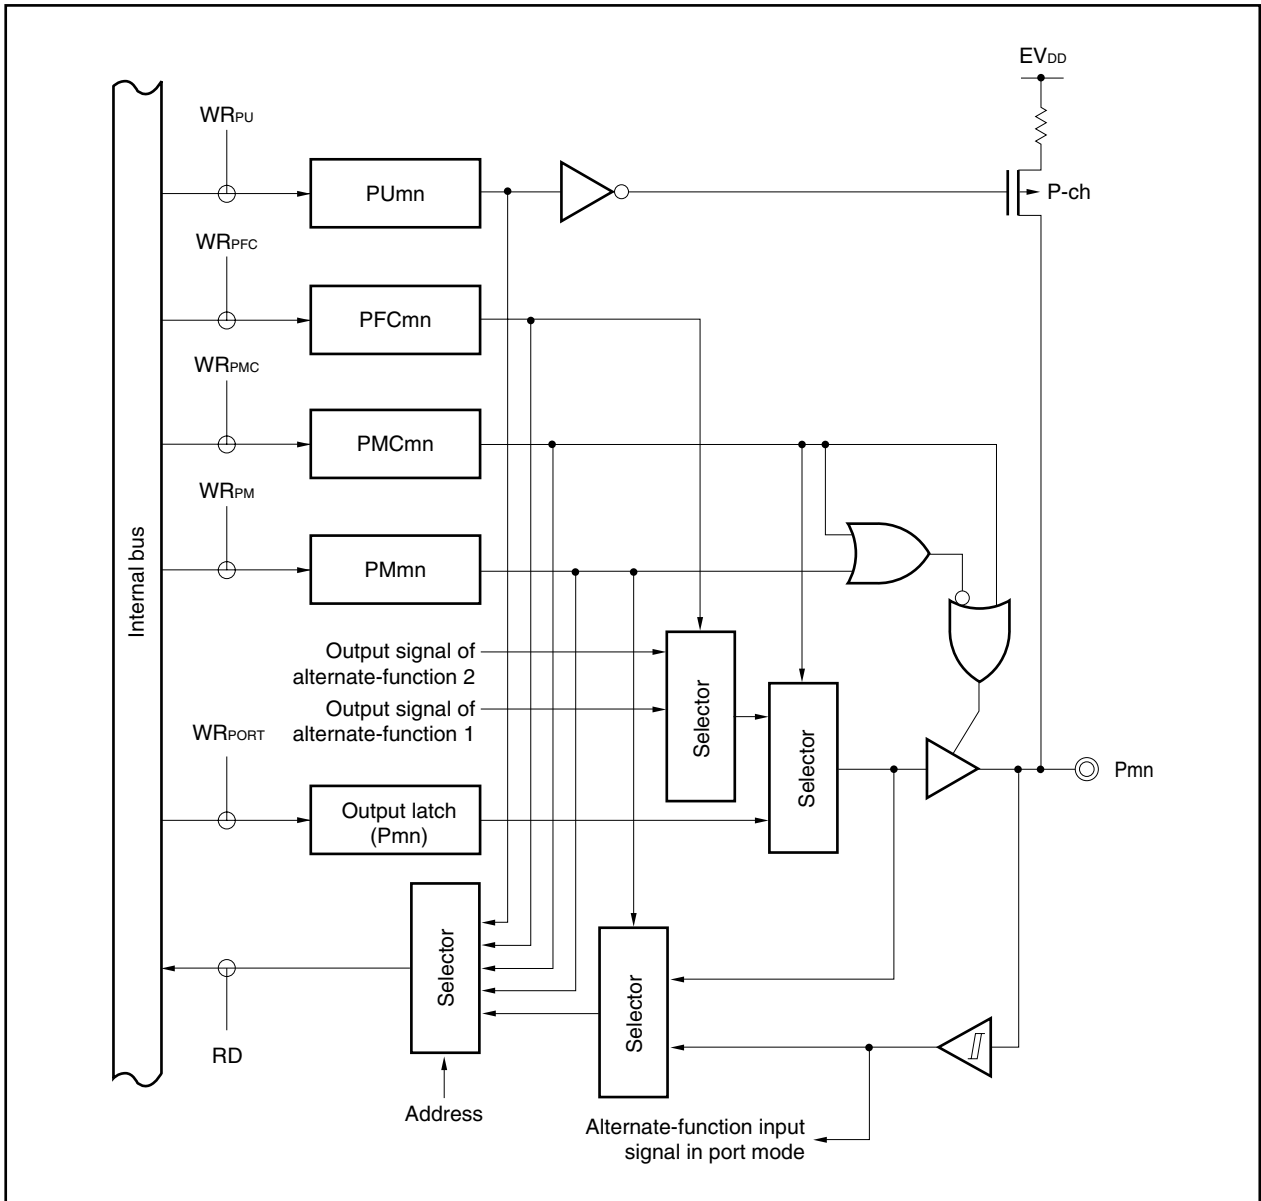 EVDD
WRPU
PUmn
P-ch
WRPFC
PFCmn
WRPMC
PMCmn
WRPM
PMmn
Internal bus
Output signal of
alternate-function 2
Output signal of
alternate-function 1
Selector
Selector
WRPORT
Pmn
Output latch
(Pmn)
Selector
Selector
RD
Address
Alternate-function input
signal in port mode